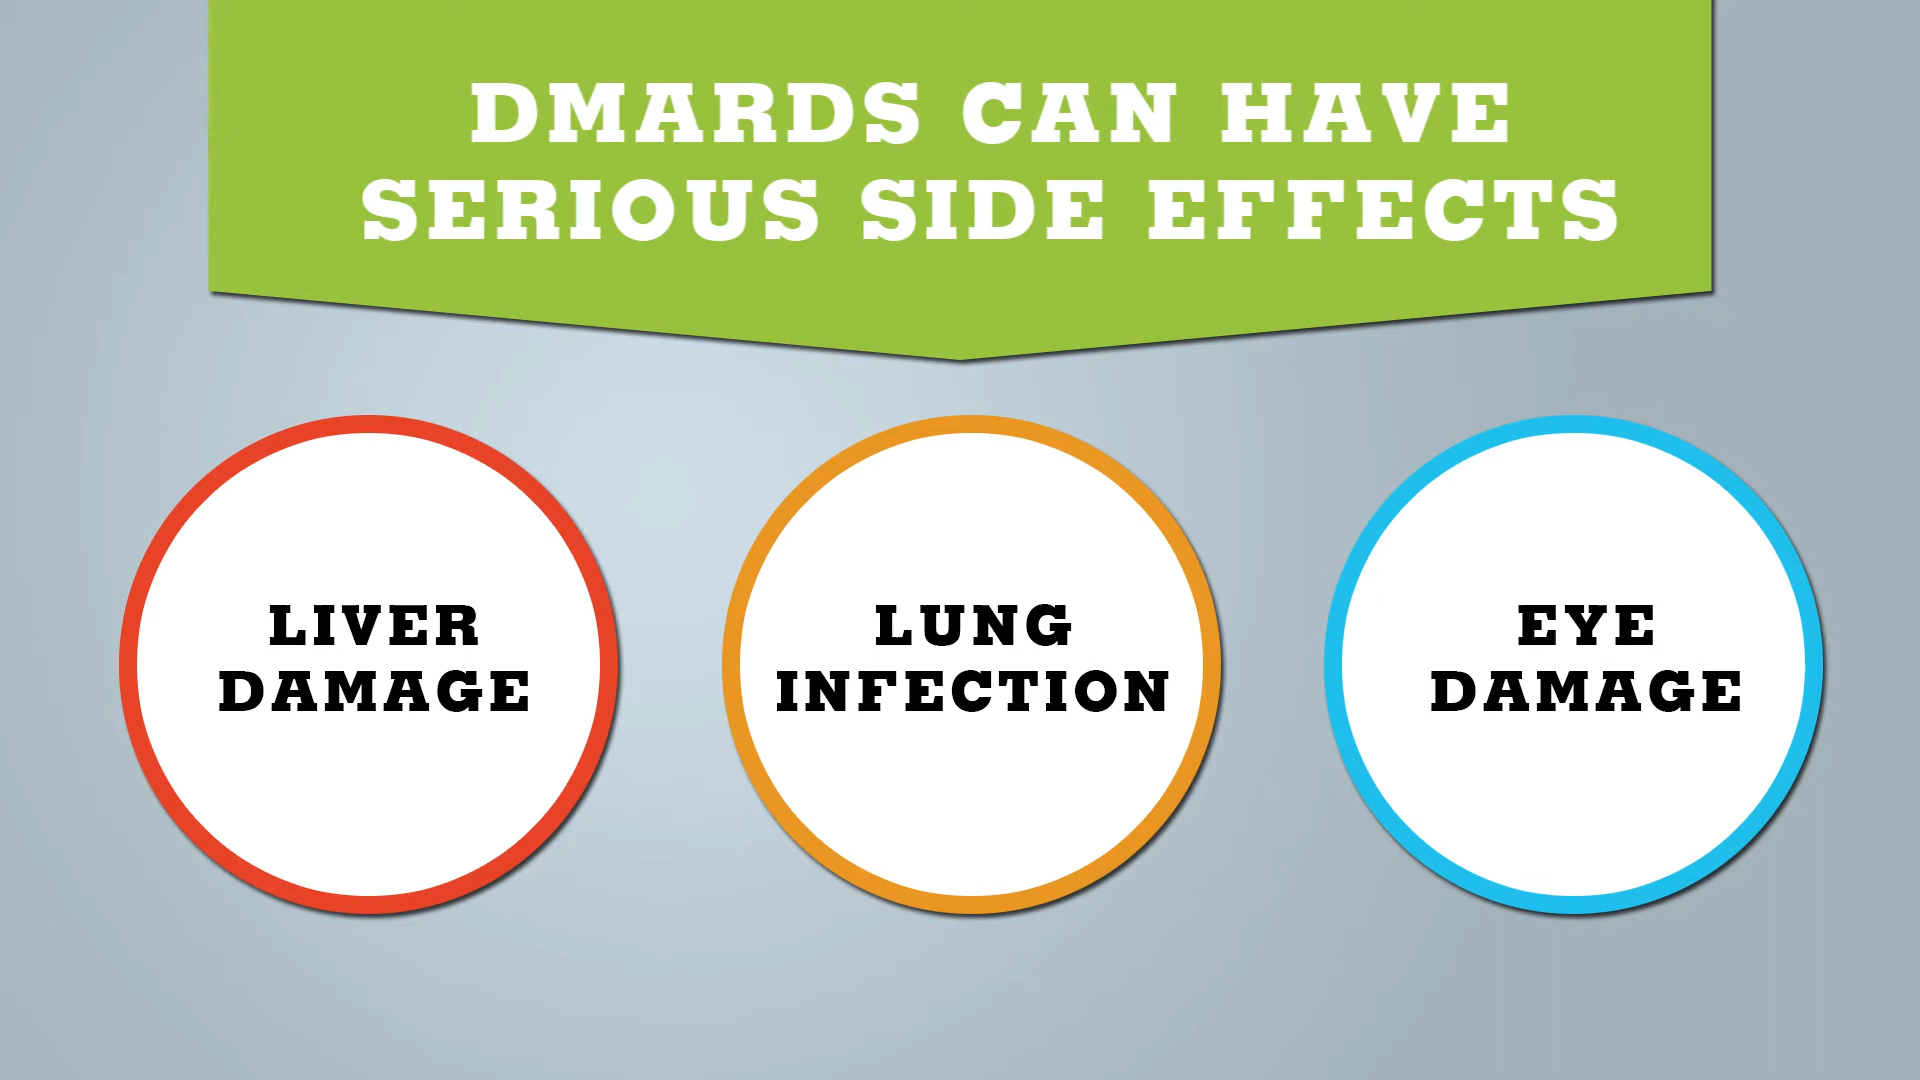 DMARDS CAN HAVE
SERIOUS SIDE EFFECTS
LIVER
DAMAGE
LUNG
INFECTION
EYE
DAMAGE